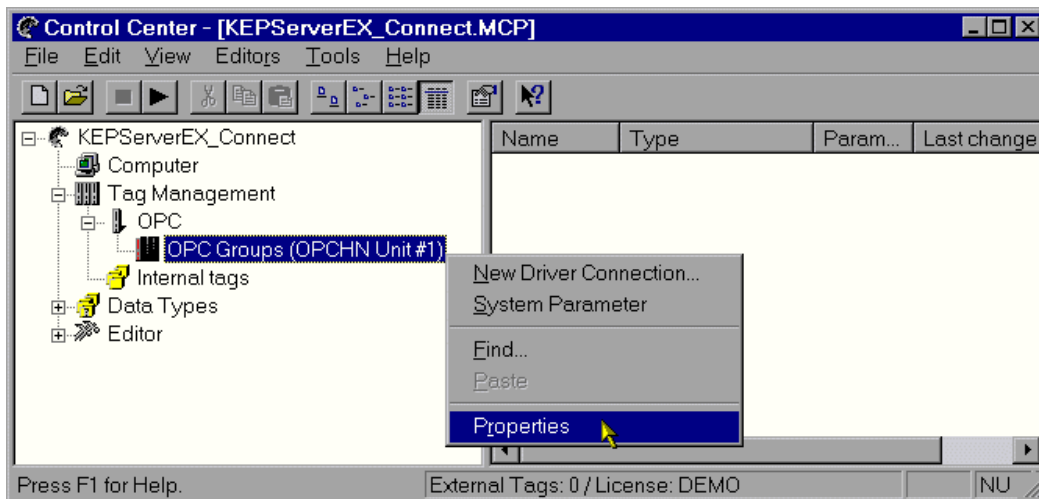 Control Center - [KEPServerEX_Connect.MCP]
File Edit View Editors Tools Help
KEPServerEX_Connect
Computer
Tag Management
OPC
OPC Groups (OPCHN Unit #1)
Internal tags
Data Types
Editor
Name Type Param... Last change
New Driver Connection...
System Parameter
Find...
Paste
Properties
Press F1 for Help. External Tags: 0 / License: DEMO NU